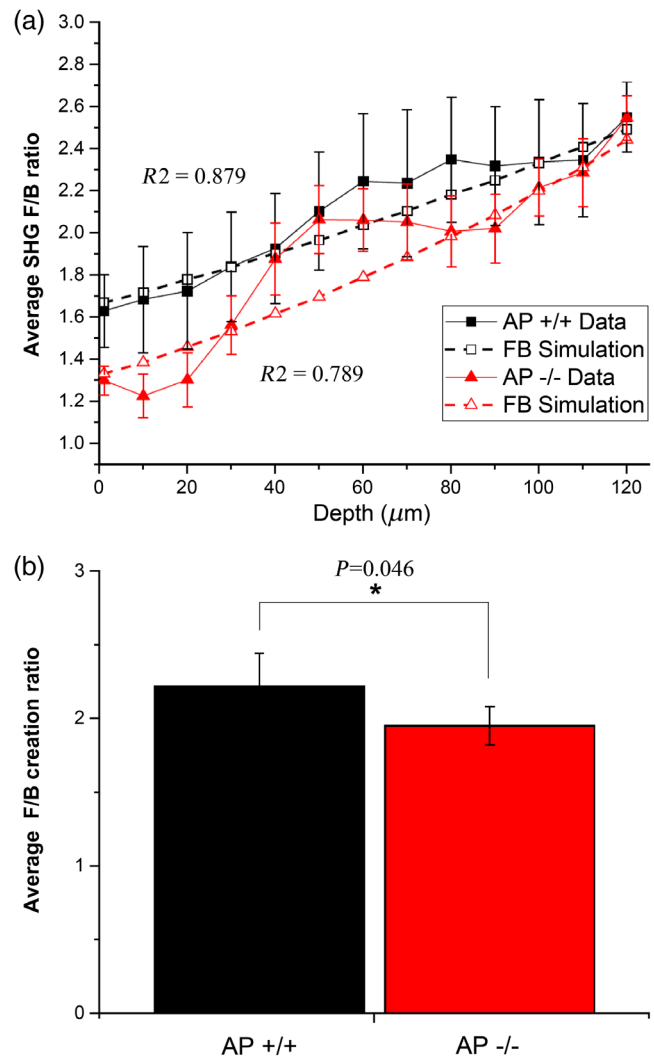 (a)
3.0
2.8
2.6
2.4
2.2
2.0
1.8
1.6
1.4
1.2
1.0
Average SHG F/B ratio
R2 = 0.879
R2 = 0.789
AP +/+ Data
FB Simulation
AP -/- Data
FB Simulation
0
20
40
60
80
100
120
Depth (μm)
(b)
3
2
1
0
Average F/B creation ratio
P=0.046
*
AP +/+
AP -/-